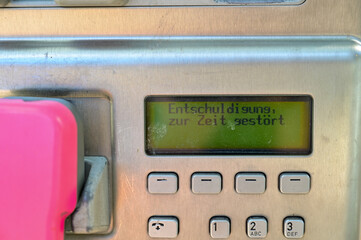 Entschuldigung,
zur Zeit gestört
1 2 3
ABC DEF